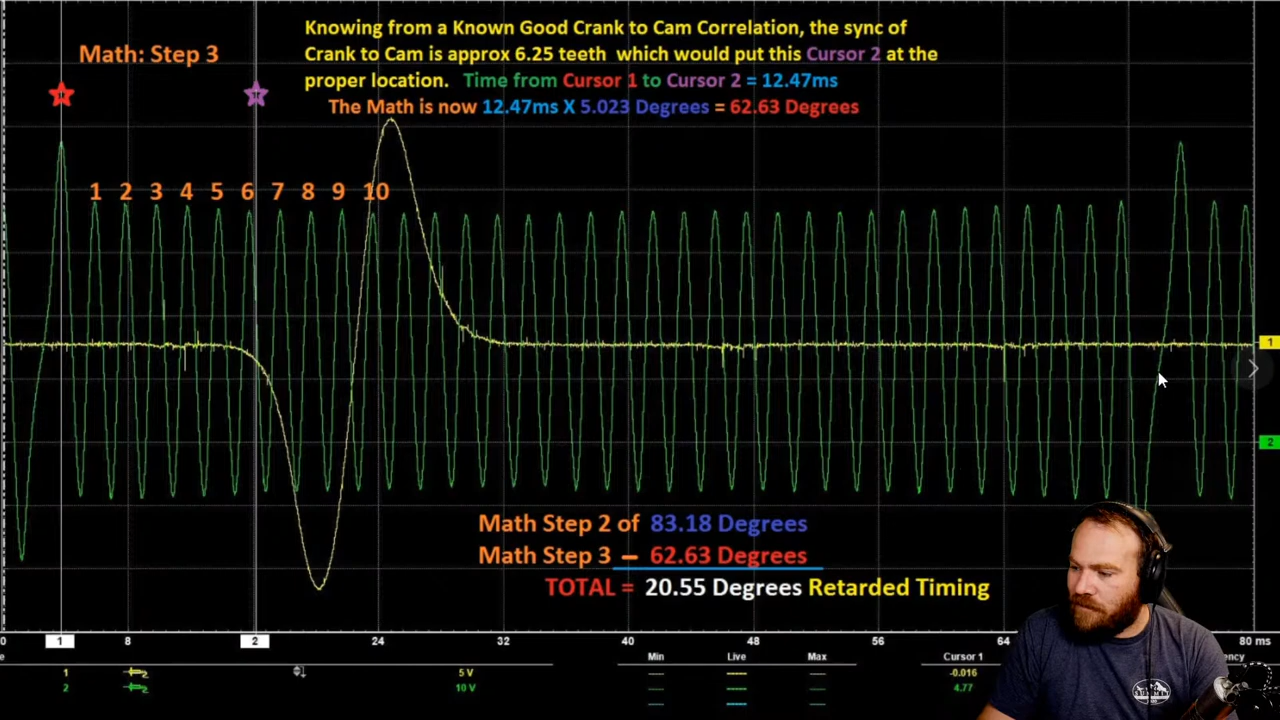 Knowing from a Known Good Crank to Cam Correlation, the sync of
Math: Step 3
Crank to Cam is approx 6.25 teeth which would put this Cursor 2 at the
proper location. Time from Cursor 1 to Cursor 2 = 12.47ms
The Math is now 12.47ms X 5.023 Degrees = 62.63 Degrees
1 2 3 4 5 6 7 8 9 10
1
2
Math Step 2 of 83.18 Degrees
Math Step 3 – 62.63 Degrees
TOTAL = 20.55 Degrees Retarded Timing
0 1 8 2 24 32 40 48 56 64 80 ms
Min Live Max Cursor 1
1 5 V -0.016
2 10 V 4.77
SUMMIT